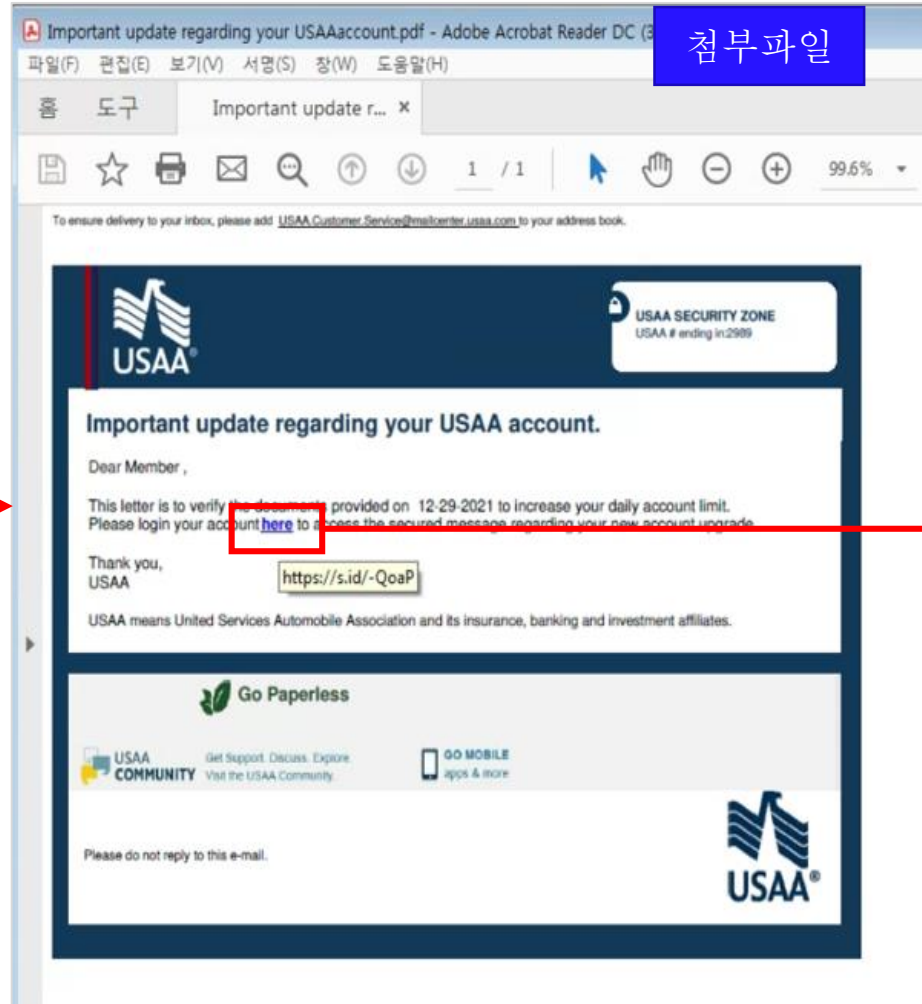 Important update regarding your USAAaccount.pdf - Adobe Acrobat Reader DC (3
첨부파일
파일(F) 편집(E) 보기(V) 서명(S) 창(W) 도움말(H)
홈 도구 Important update r... ×
1 / 1 99.6%
To ensure delivery to your inbox, please add USAA.Customer.Service@mailcenter.usaa.com to your address book.
USAA®
USAA SECURITY ZONE
USAA # ending in:2989
Important update regarding your USAA account.
Dear Member ,
This letter is to verify the documents provided on 12-29-2021 to increase your daily account limit.
Please login your account here to access the secured message regarding your new account upgrade.
Thank you,
USAA
https://s.id/-QoaP
USAA means United Services Automobile Association and its insurance, banking and investment affiliates.
Go Paperless
USAA COMMUNITY
Get Support. Discuss. Explore.
Visit the USAA Community.
GO MOBILE
apps & more
Please do not reply to this e-mail.
USAA®